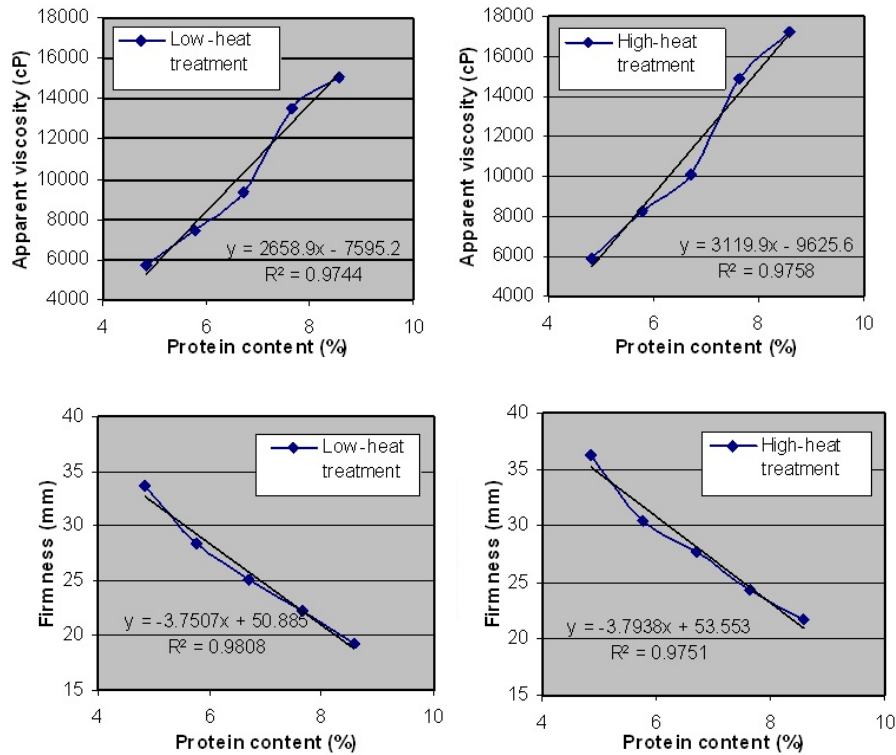 18000
16000
14000
12000
10000
8000
6000
4000
Apparent viscosity (cP)
Low-heat
treatment
y = 2658.9x - 7595.2
R² = 0.9744
4 6 8 10
Protein content (%)
18000
16000
14000
12000
10000
8000
6000
4000
Apparent viscosity (cP)
High-heat
treatment
y = 3119.9x - 9625.6
R² = 0.9758
4 6 8 10
Protein content (%)
40
35
30
25
20
15
Firmness (mm)
Low-heat
treatment
y = -3.7507x + 50.885
R² = 0.9808
4 6 8 10
Protein content (%)
40
35
30
25
20
15
Firmness (mm)
High-heat
treatment
y = -3.7938x + 53.553
R² = 0.9751
4 6 8 10
Protein content (%)